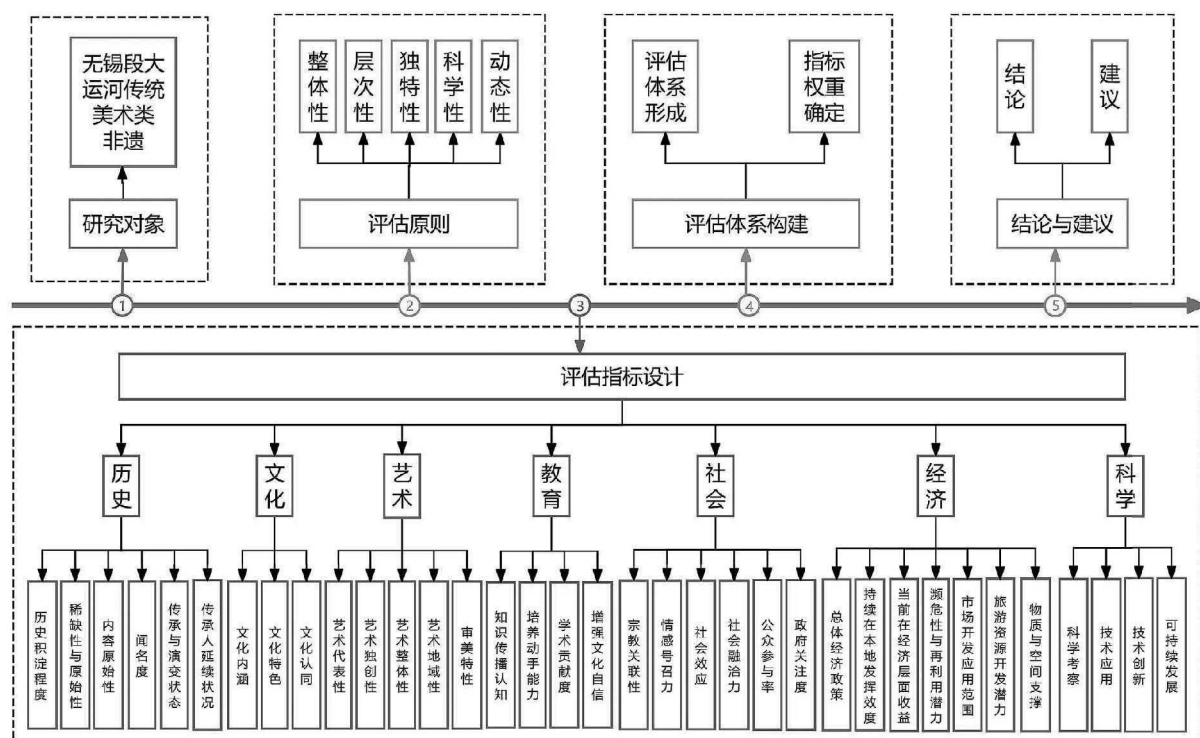 无锡段大
运河传统
美术类
非遗
研究对象
整体性
层次性
独特性
科学性
动态性
评估原则
评估
体系
形成
指标
权重
确定
评估体系构建
结论
建议
结论与建议
1
2
3
4
5
评估指标设计
历史
文化
艺术
教育
社会
经济
科学
历史积淀程度
稀缺性与原始性
内容原始性
闻名度
传承与演变状态
传承人延续状况
文化内涵
文化特色
文化认同
艺术代表性
艺术独创性
艺术整体性
艺术地域性
审美特性
知识传播认知
培养动手能力
学术贡献度
增强文化自信
宗教关联性
情感号召力
社会效应
社会融洽力
公众参与率
政府关注度
总体经济政策
持续在本地发挥效度
当前在经济层面收益
濒危性与再利用潜力
市场开发应用范围
旅游资源开发潜力
物质与空间支撑
科学考察
技术应用
技术创新
可持续发展